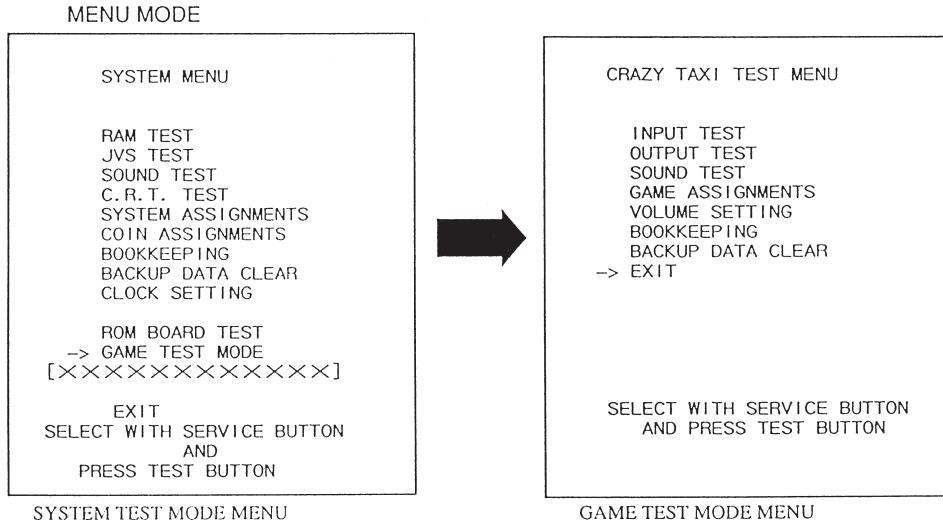 MENU MODE
SYSTEM MENU
RAM TEST
JVS TEST
SOUND TEST
C.R.T. TEST
SYSTEM ASSIGNMENTS
COIN ASSIGNMENTS
BOOKKEEPING
BACKUP DATA CLEAR
CLOCK SETTING
ROM BOARD TEST
-> GAME TEST MODE
[XXXXXXXXXXXXX]
EXIT
SELECT WITH SERVICE BUTTON
AND
PRESS TEST BUTTON
SYSTEM TEST MODE MENU
CRAZY TAXI TEST MENU
INPUT TEST
OUTPUT TEST
SOUND TEST
GAME ASSIGNMENTS
VOLUME SETTING
BOOKKEEPING
BACKUP DATA CLEAR
-> EXIT
SELECT WITH SERVICE BUTTON
AND PRESS TEST BUTTON
GAME TEST MODE MENU